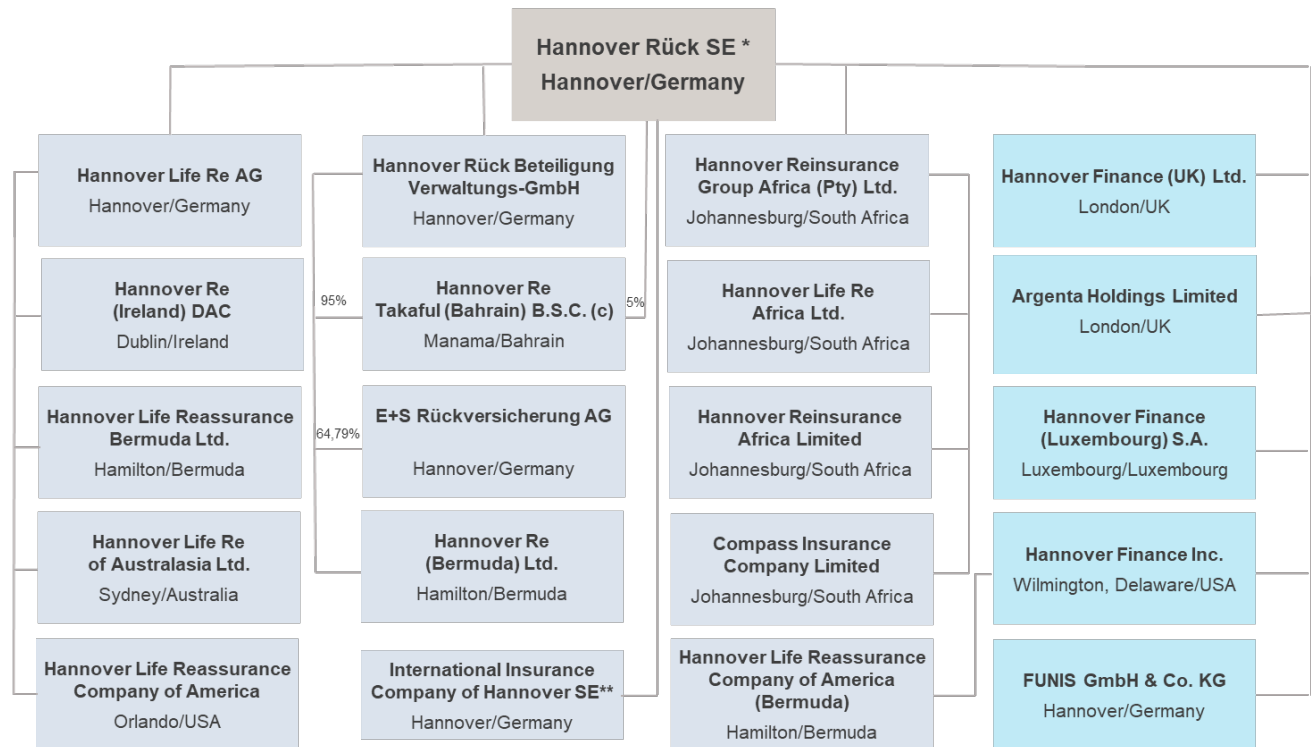 Hannover Rück SE *
Hannover/Germany
Hannover Life Re AG
Hannover/Germany
Hannover Re
(Ireland) DAC
Dublin/Ireland
Hannover Life Reassurance
Bermuda Ltd.
Hamilton/Bermuda
Hannover Life Re
of Australasia Ltd.
Sydney/Australia
Hannover Life Reassurance
Company of America
Orlando/USA
Hannover Rück Beteiligung
Verwaltungs-GmbH
Hannover/Germany
95%
Hannover Re
Takaful (Bahrain) B.S.C. (c)
Manama/Bahrain
5%
64,79%
E+S Rückversicherung AG
Hannover/Germany
Hannover Re
(Bermuda) Ltd.
Hamilton/Bermuda
International Insurance
Company of Hannover SE**
Hannover/Germany
Hannover Reinsurance
Group Africa (Pty) Ltd.
Johannesburg/South Africa
Hannover Life Re
Africa Ltd.
Johannesburg/South Africa
Hannover Reinsurance
Africa Limited
Johannesburg/South Africa
Compass Insurance
Company Limited
Johannesburg/South Africa
Hannover Life Reassurance
Company of America
(Bermuda)
Hamilton/Bermuda
Hannover Finance (UK) Ltd.
London/UK
Argenta Holdings Limited
London/UK
Hannover Finance
(Luxembourg) S.A.
Luxembourg/Luxembourg
Hannover Finance Inc.
Wilmington, Delaware/USA
FUNIS GmbH & Co. KG
Hannover/Germany